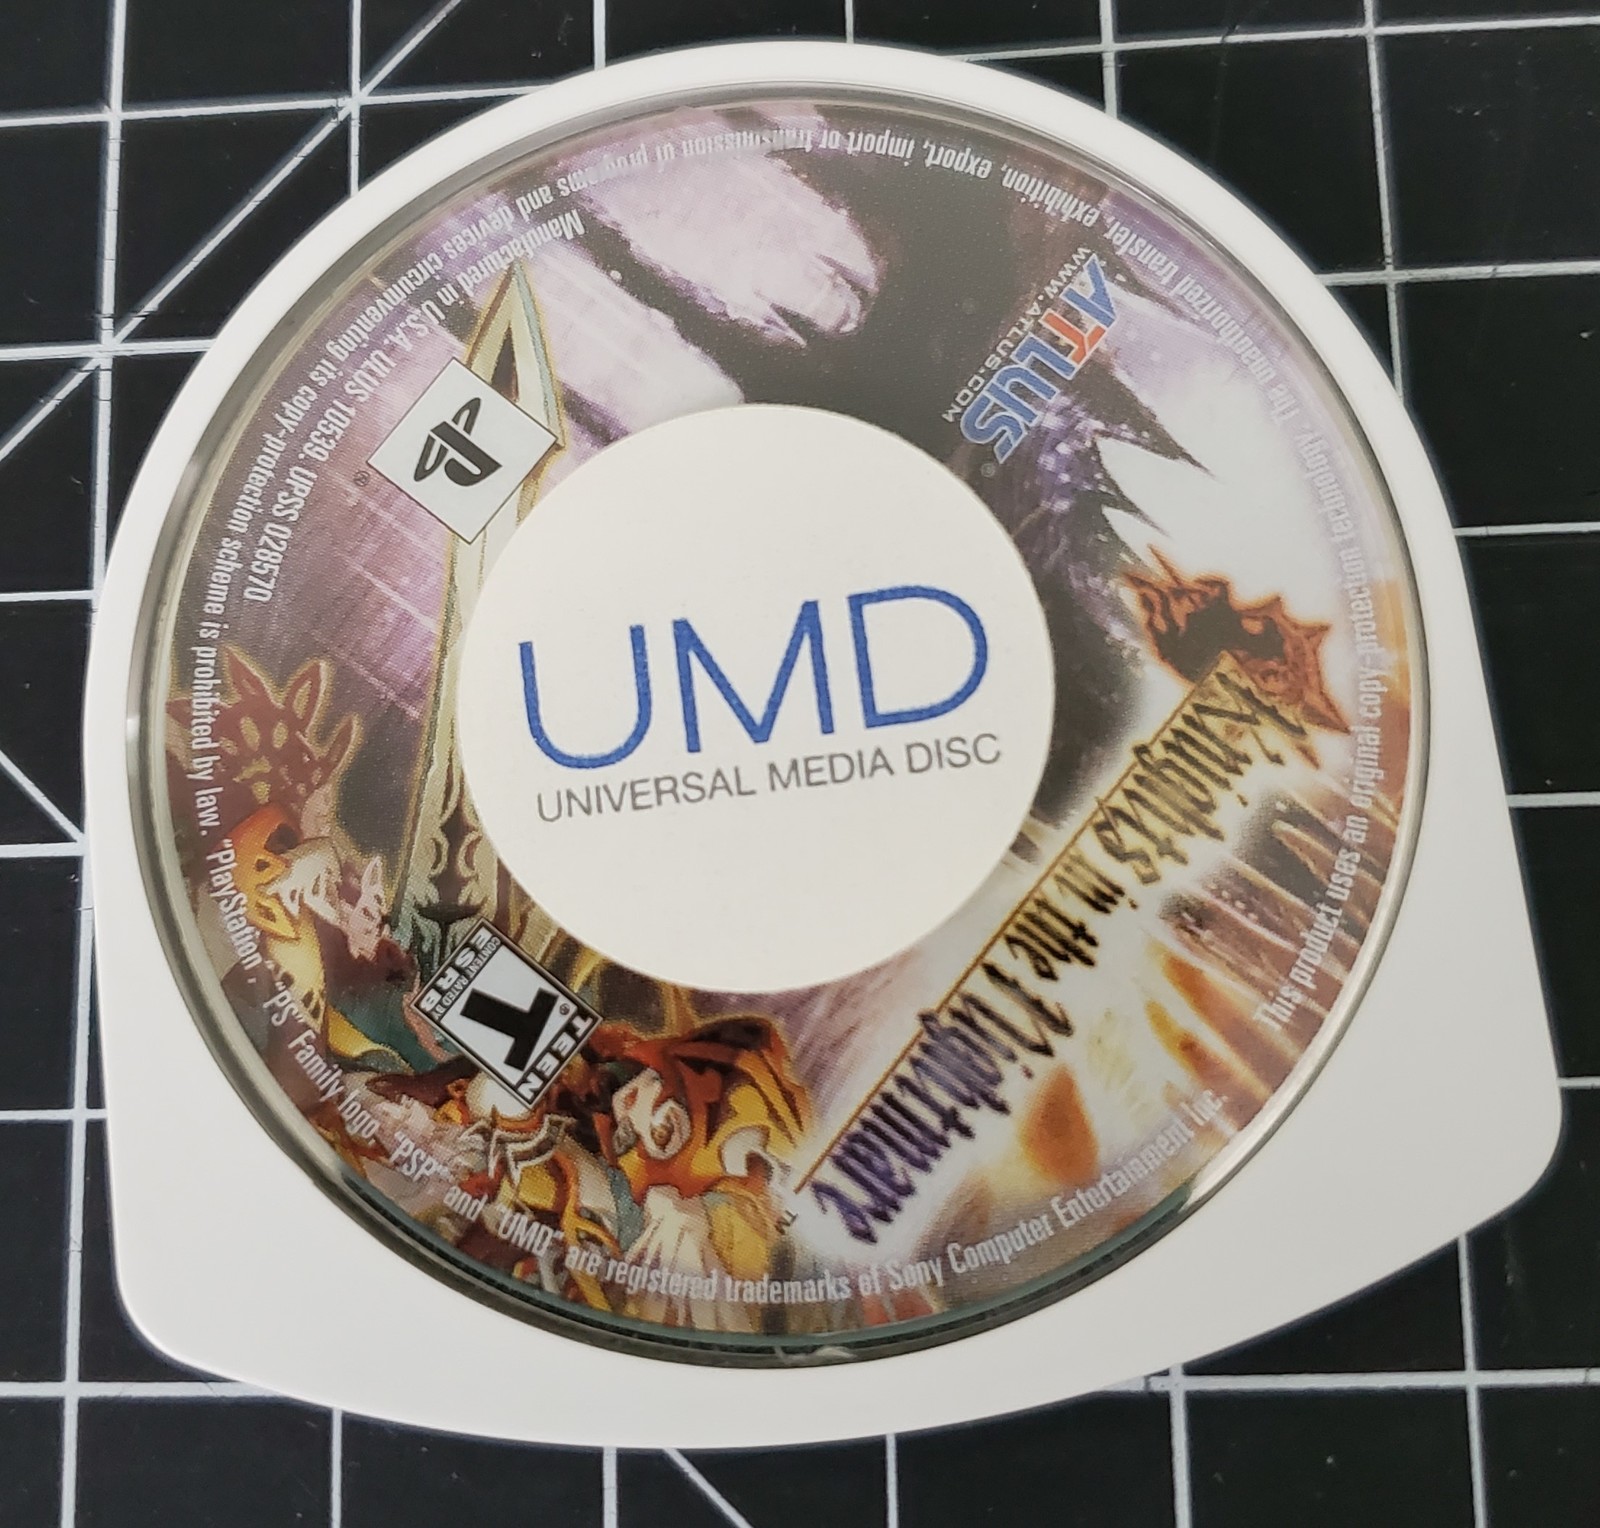 UMD
UNIVERSAL MEDIA DISC
ATLUS
WWW.ATLUS.COM
Knights in the Nightmare
TM
TEEN
T
CONTENT RATED BY
ESRB
Manufactured in U.S.A. ULUS 10539. UPSS 028570
This product uses an original copy-protection technology. The unauthorized transfer, exhibition, export, import or transmission of programs and devices circumventing its copy-protection scheme is prohibited by law. "PlayStation", "PS" Family logo, "PSP" and "UMD" are registered trademarks of Sony Computer Entertainment Inc.